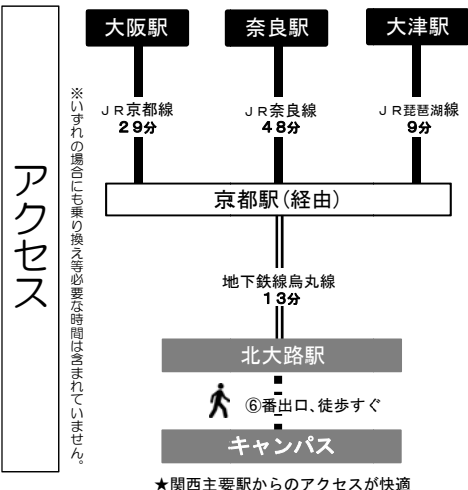 アクセス
※いずれの場合にも乗り換え等必要な時間は含まれていません。
大阪駅
奈良駅
大津駅
ＪＲ京都線
29分
ＪＲ奈良線
48分
ＪＲ琵琶湖線
9分
京都駅（経由）
地下鉄線烏丸線
13分
北大路駅
⑥番出口、徒歩すぐ
キャンパス
★関西主要駅からのアクセスが快適